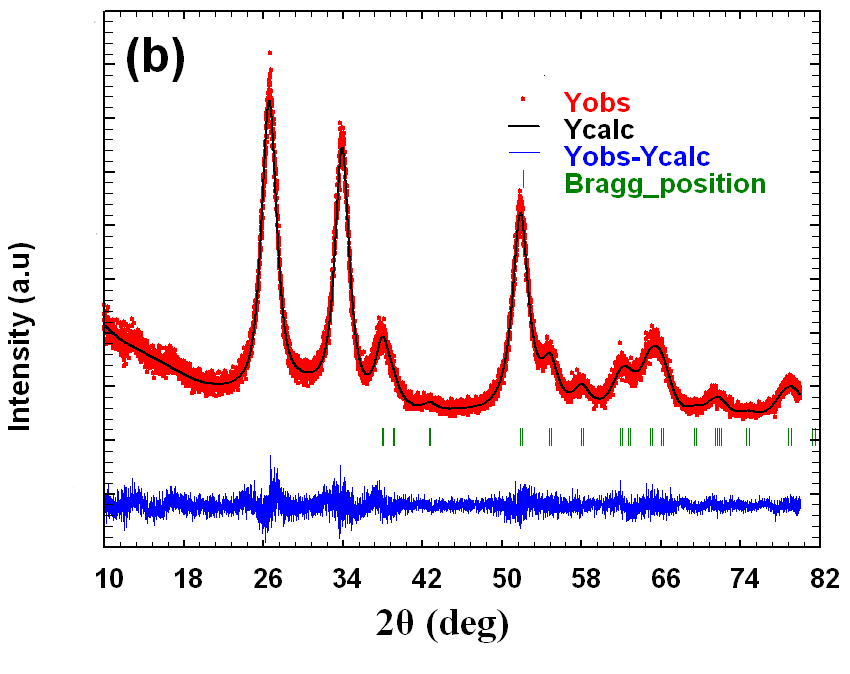 (b)
Yobs
Ycalc
Yobs-Ycalc
Bragg_position
Intensity (a.u)
10 18 26 34 42 50 58 66 74 82
2θ (deg)